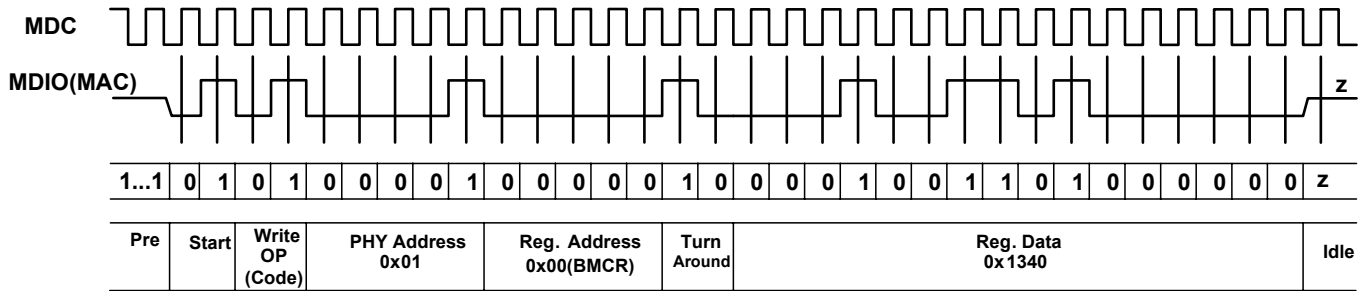 MDC
MDIO(MAC)
z
1...1 0 1 0 1 0 0 0 0 1 0 0 0 0 0 1 0 0 0 0 1 0 0 1 1 0 1 0 0 0 0 0 0 z
Pre Start Write OP (Code) PHY Address 0x01 Reg. Address 0x00(BMCR) Turn Around Reg. Data 0x1340 Idle